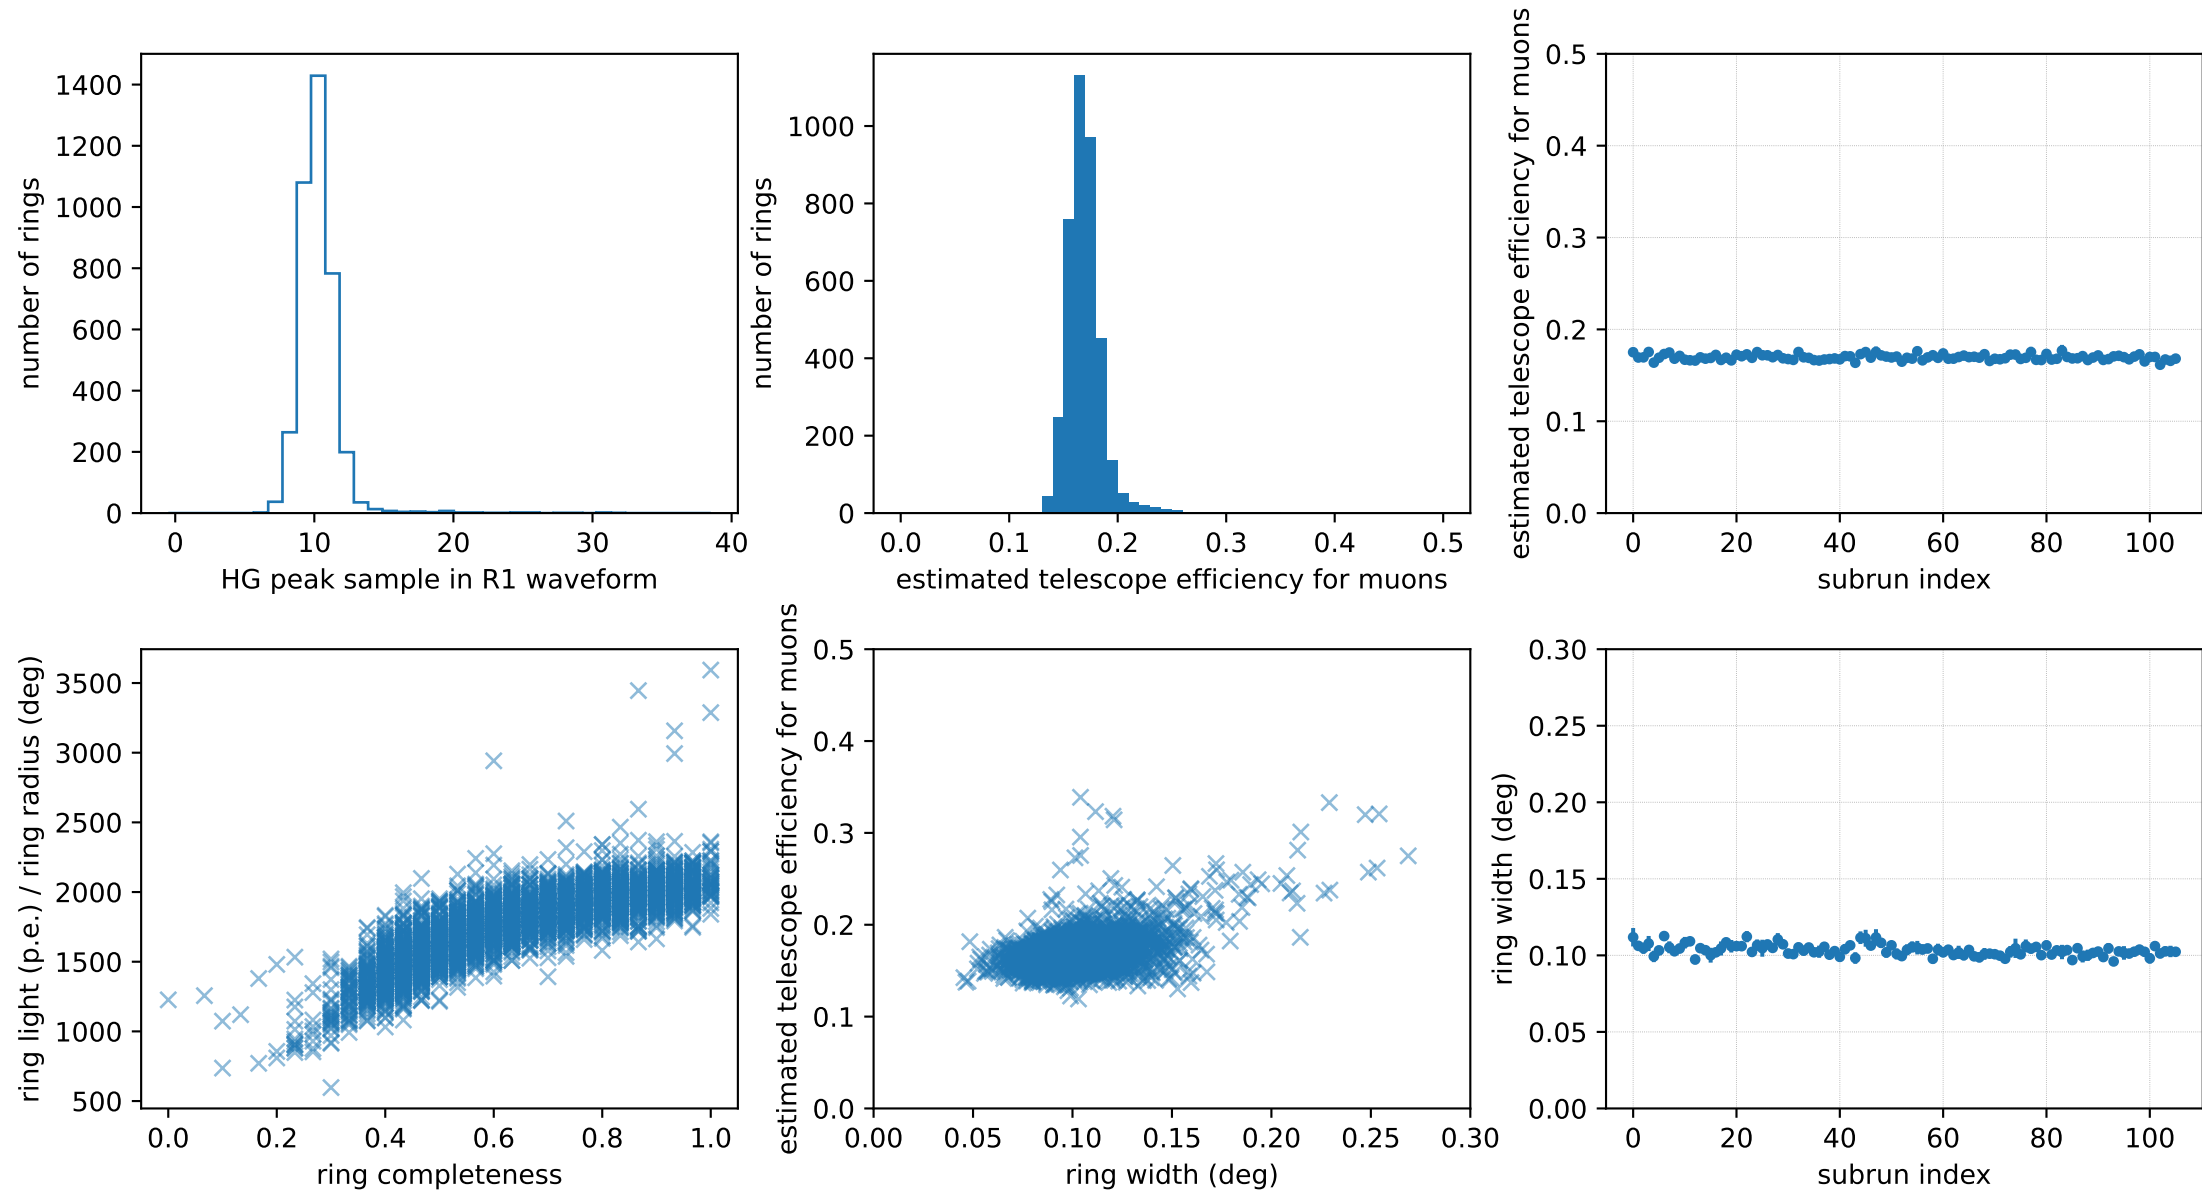 number of rings
1400
1200
1000
800
600
400
200
0
0 10 20 30 40
HG peak sample in R1 waveform
number of rings
1000
800
600
400
200
0
0.0 0.1 0.2 0.3 0.4 0.5
estimated telescope efficiency for muons
estimated telescope efficiency for muons
0.5
0.4
0.3
0.2
0.1
0.0
0 20 40 60 80 100
subrun index
ring light (p.e.) / ring radius (deg)
3500
3000
2500
2000
1500
1000
500
0.0 0.2 0.4 0.6 0.8 1.0
ring completeness
estimated telescope efficiency for muons
0.5
0.4
0.3
0.2
0.1
0.0
0.00 0.05 0.10 0.15 0.20 0.25 0.30
ring width (deg)
ring width (deg)
0.30
0.25
0.20
0.15
0.10
0.05
0.00
0 20 40 60 80 100
subrun index